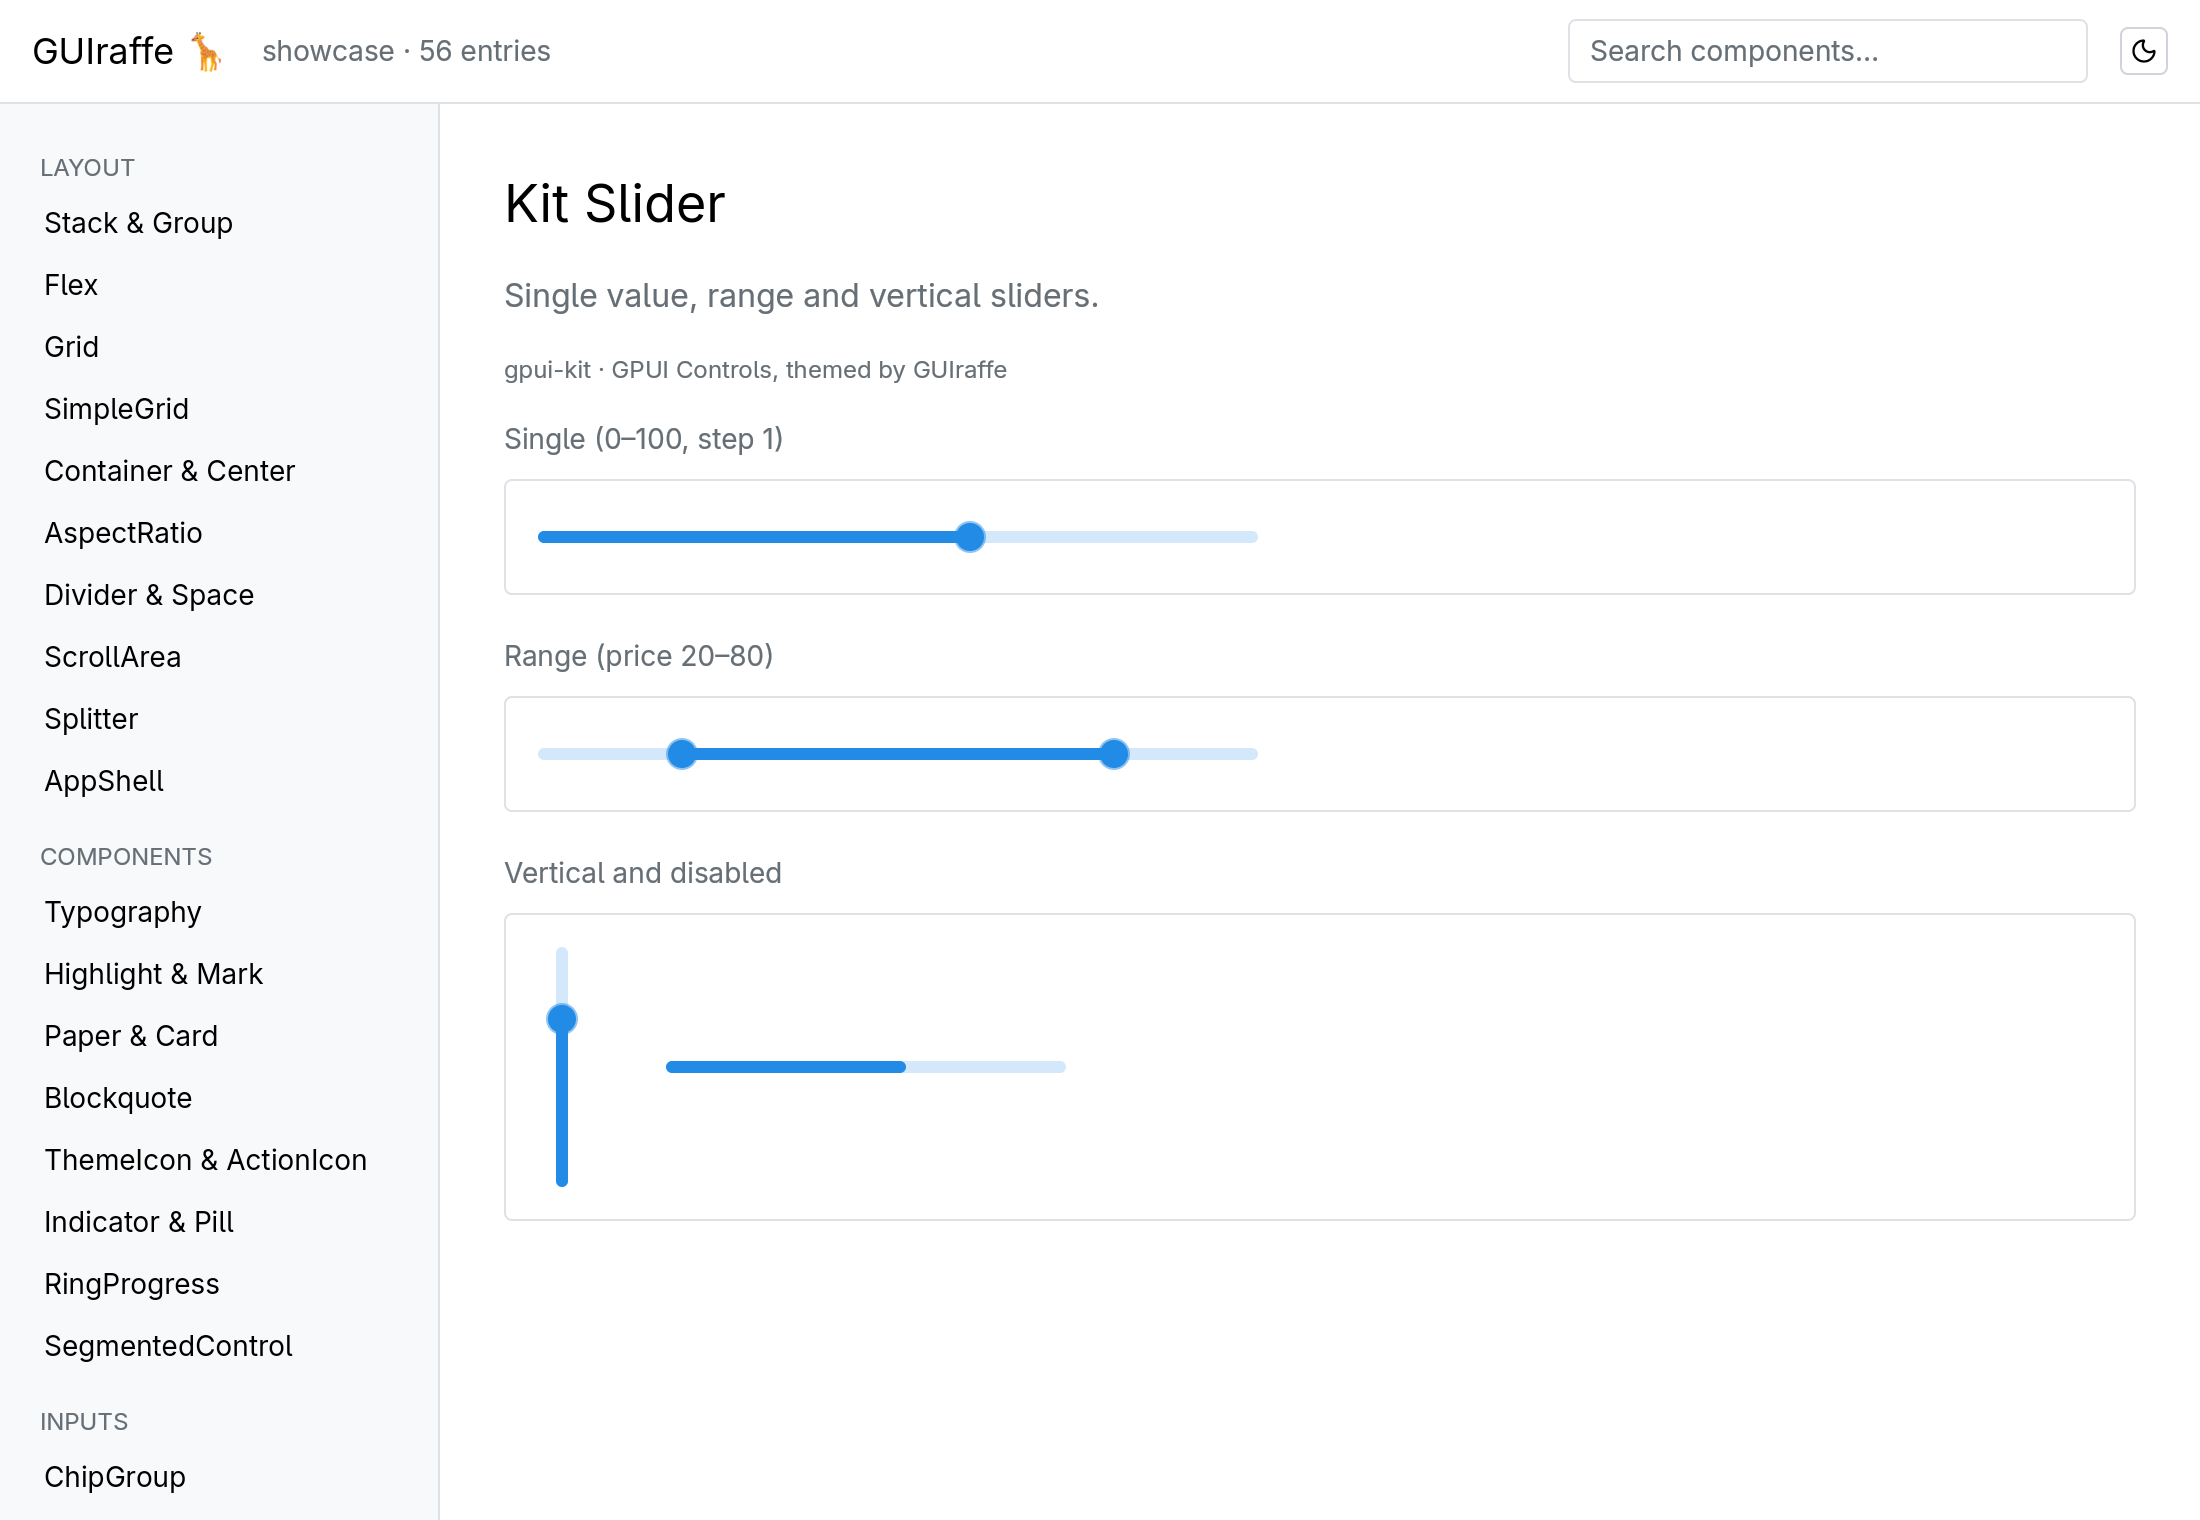 GUIraffe 🦒
showcase · 56 entries
Search components...
LAYOUT
Stack & Group
Flex
Grid
SimpleGrid
Container & Center
AspectRatio
Divider & Space
ScrollArea
Splitter
AppShell
COMPONENTS
Typography
Highlight & Mark
Paper & Card
Blockquote
ThemeIcon & ActionIcon
Indicator & Pill
RingProgress
SegmentedControl
INPUTS
ChipGroup
Kit Slider
Single value, range and vertical sliders.
gpui-kit · GPUI Controls, themed by GUIraffe
Single (0–100, step 1)
Range (price 20–80)
Vertical and disabled